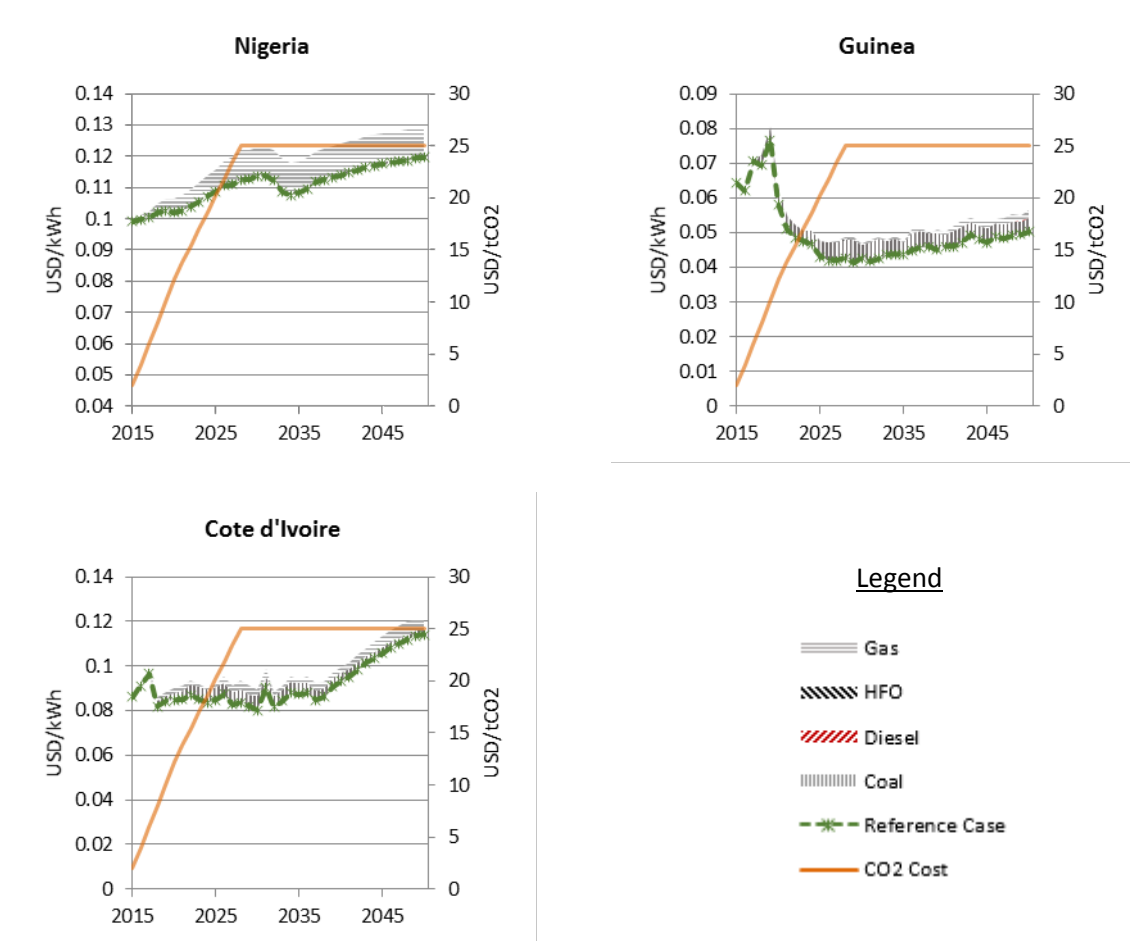 Nigeria
0.14
0.13
0.12
0.11
0.1
0.09
0.08
0.07
0.06
0.05
0.04
USD/kWh
30
25
20
15
10
5
0
USD/tCO2
2015 2025 2035 2045
Guinea
0.09
0.08
0.07
0.06
0.05
0.04
0.03
0.02
0.01
0
USD/kWh
30
25
20
15
10
5
0
USD/tCO2
2015 2025 2035 2045
Cote d'Ivoire
0.14
0.12
0.1
0.08
0.06
0.04
0.02
0
USD/kWh
30
25
20
15
10
5
0
USD/tCO2
2015 2025 2035 2045
Legend
Gas
HFO
Diesel
Coal
Reference Case
CO2 Cost